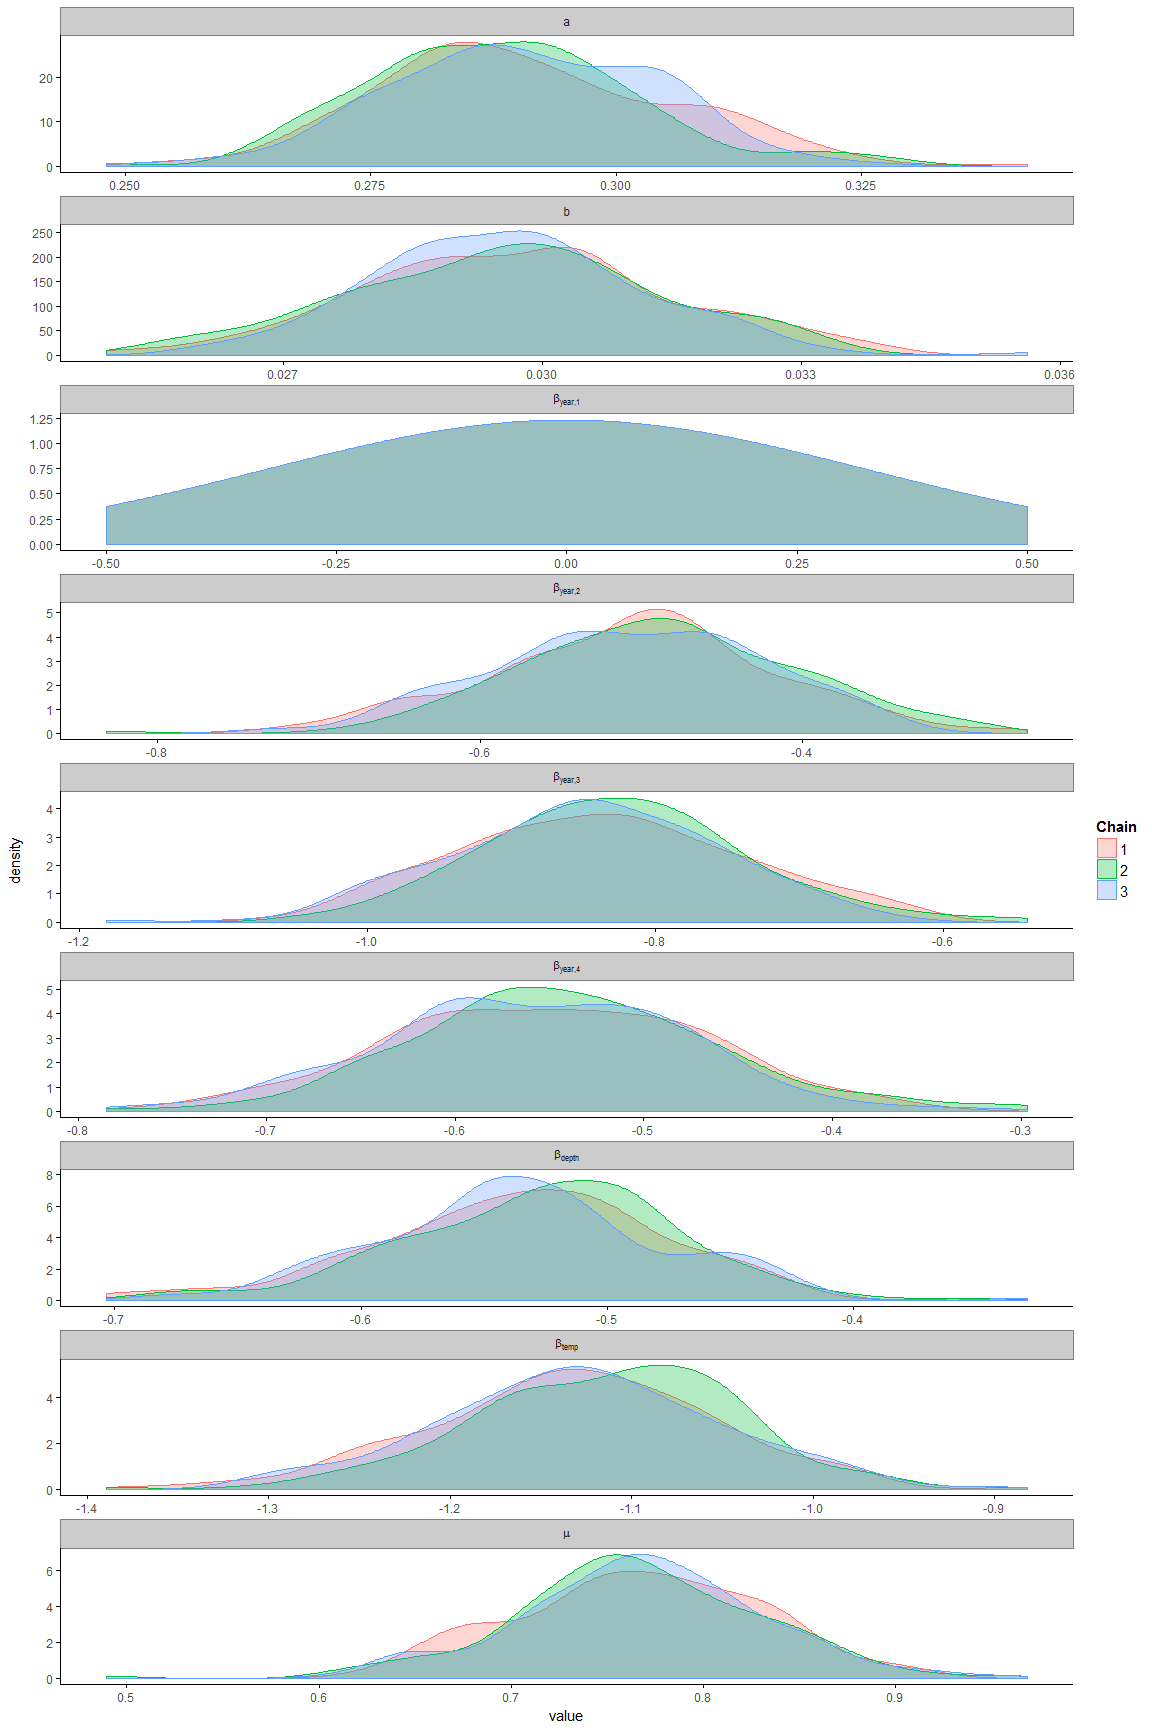 a
20
10
0
0.250 0.275 0.300 0.325
b
250
200
150
100
50
0
0.027 0.030 0.033 0.036
βyear,1
1.25
1.00
0.75
0.50
0.25
0.00
-0.50 -0.25 0.00 0.25 0.50
βyear,2
5
4
3
2
1
0
-0.8 -0.6 -0.4
βyear,3
4
3
2
1
0
-1.2 -1.0 -0.8 -0.6
density
Chain
1
2
3
βyear,4
5
4
3
2
1
0
-0.8 -0.7 -0.6 -0.5 -0.4 -0.3
βdepth
8
6
4
2
0
-0.7 -0.6 -0.5 -0.4
βtemp
4
2
0
-1.4 -1.3 -1.2 -1.1 -1.0 -0.9
μ
6
4
2
0
0.5 0.6 0.7 0.8 0.9
value